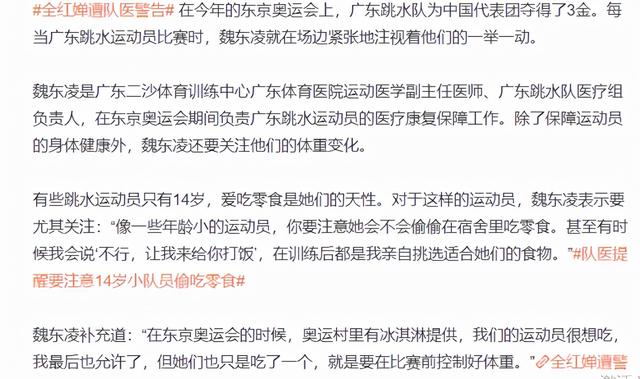 #全红婵遭队医警告# 在今年的东京奥运会上，广东跳水队为中国代表团夺得了3金。每
当广东跳水运动员比赛时，魏东凌就在场边紧张地注视着他们的一举一动。
魏东凌是广东二沙体育训练中心广东体育医院运动医学副主任医师、广东跳水队医疗组
负责人，在东京奥运会期间负责广东跳水运动员的医疗康复保障工作。除了保障运动员
的身体健康外，魏东凌还要关注他们的体重变化。
有些跳水运动员只有14岁，爱吃零食是她们的天性。对于这样的运动员，魏东凌表示要
尤其关注：“像一些年龄小的运动员，你要注意她会不会偷偷在宿舍里吃零食。甚至有时
候我会说‘不行，让我来给你打饭’，在训练后都是我亲自挑选适合她们的食物。”#队医提
醒要注意14岁小队员偷吃零食#
魏东凌补充道：“在东京奥运会的时候，奥运村里有冰淇淋提供，我们的运动员很想吃，
我最后也允许了，但她们也只是吃了一个，就是要在比赛前控制好体重。”全红婵遭警